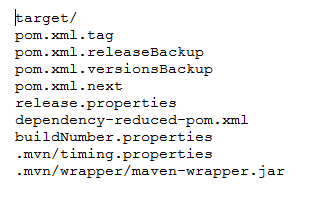 target/
pom.xml.tag
pom.xml.releaseBackup
pom.xml.versionsBackup
pom.xml.next
release.properties
dependency-reduced-pom.xml
buildNumber.properties
.mvn/timing.properties
.mvn/wrapper/maven-wrapper.jar